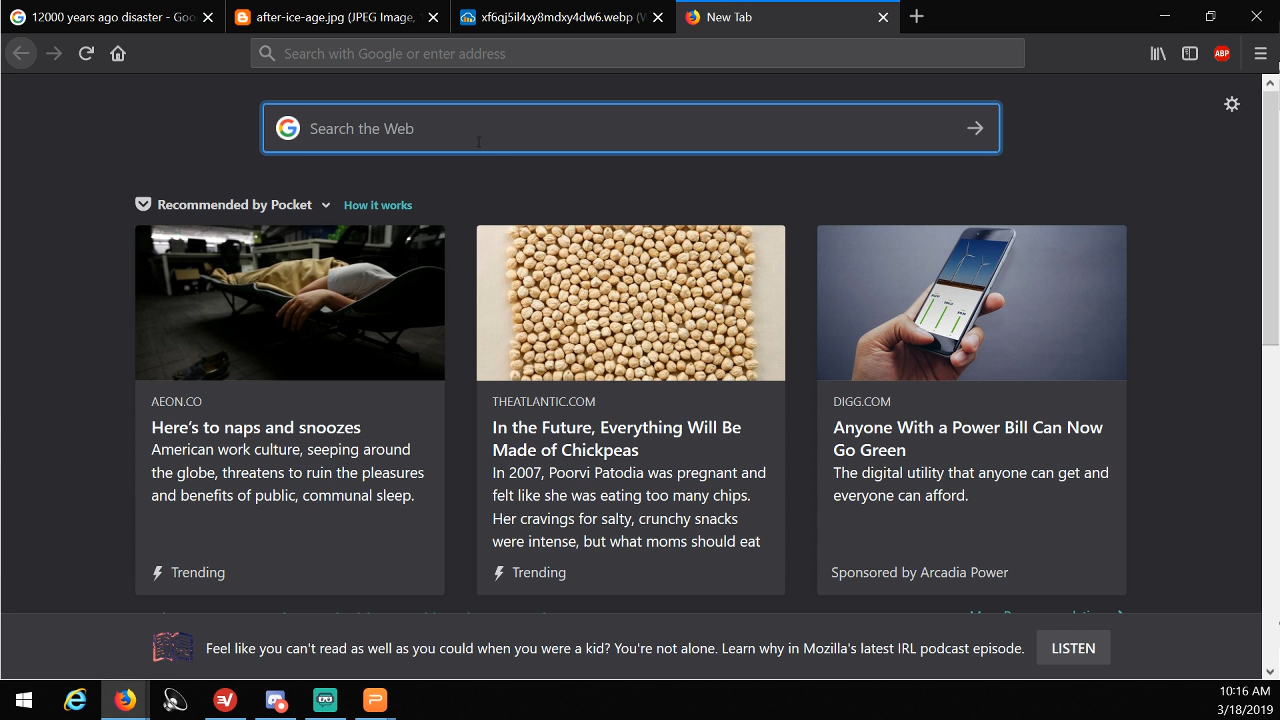 12000 years ago disaster - Goo
after-ice-age.jpg (JPEG Image,
xf6qj5il4xy8mdxy4dw6.webp (
New Tab
Search with Google or enter address
ABP
Search the Web
Recommended by Pocket
How it works
AEON.CO
Here's to naps and snoozes
American work culture, seeping around
the globe, threatens to ruin the pleasures
and benefits of public, communal sleep.
Trending
THEATLANTIC.COM
In the Future, Everything Will Be
Made of Chickpeas
In 2007, Poorvi Patodia was pregnant and
felt like she was eating too many chips.
Her cravings for salty, crunchy snacks
were intense, but what moms should eat
Trending
DIGG.COM
Anyone With a Power Bill Can Now
Go Green
The digital utility that anyone can get and
everyone can afford.
Sponsored by Arcadia Power
Feel like you can't read as well as you could when you were a kid? You're not alone. Learn why in Mozilla's latest IRL podcast episode.
LISTEN
10:16 AM
3/18/2019